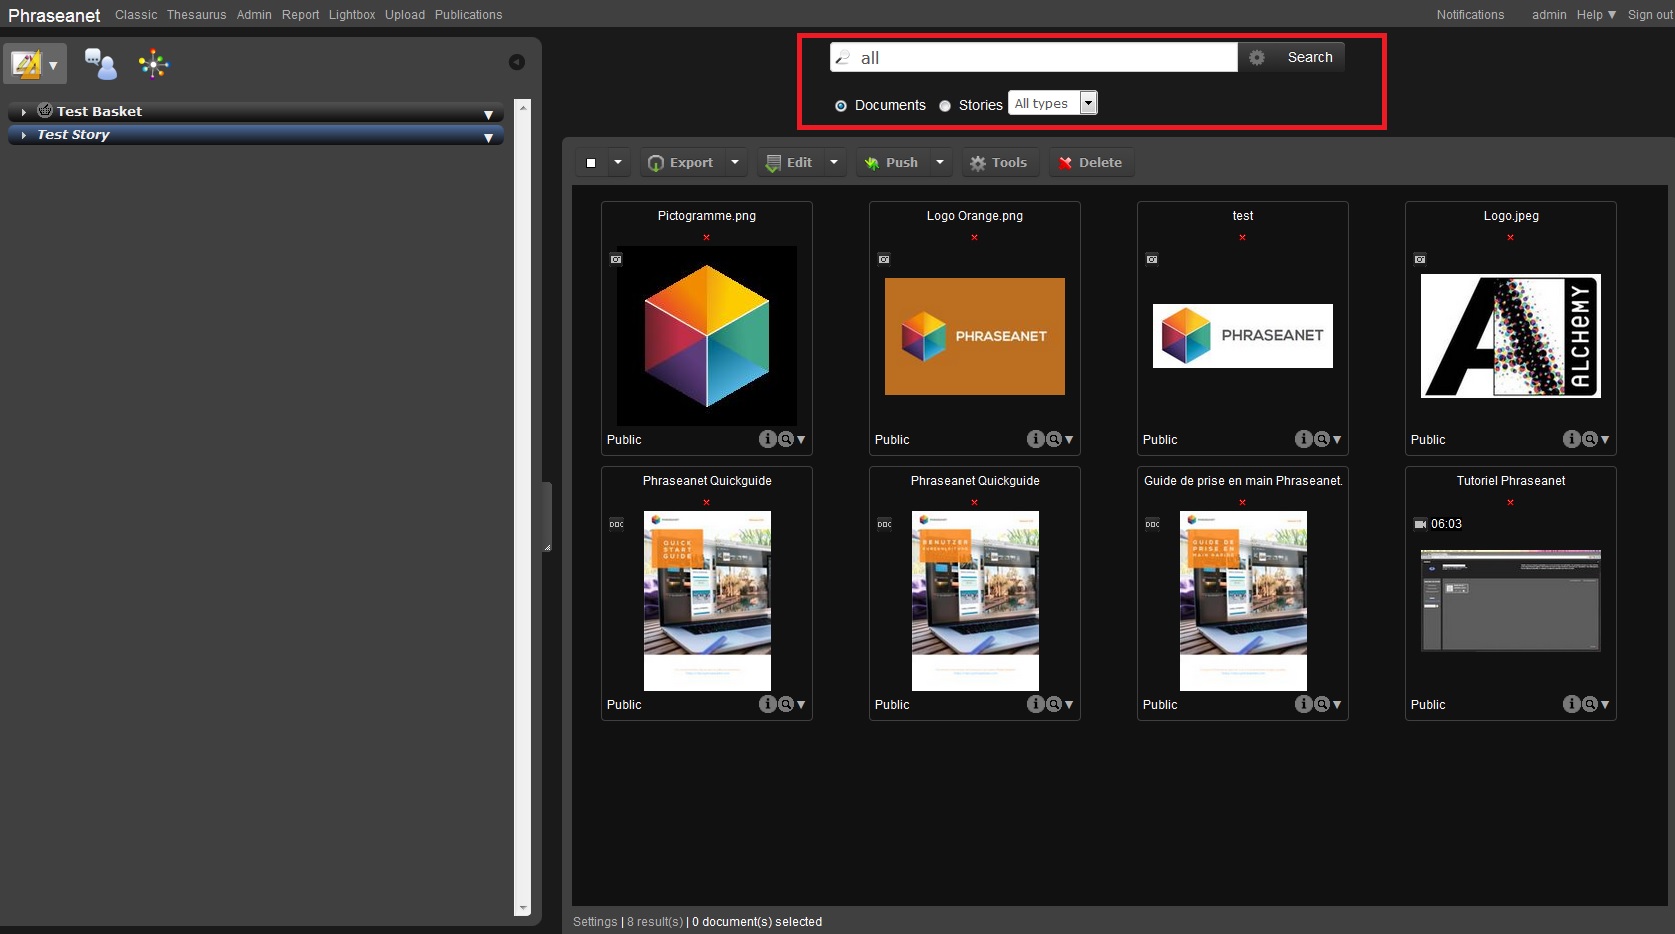 Phraseanet Classic Thesaurus Admin Report Lightbox Upload Publications
Notifications admin Help ▼ Sign out
all
Search
Documents Stories All types
Test Basket
Test Story
Export Edit Push Tools Delete
Pictogramme.png
Public
Logo Orange.png
PHRASEANET
Public
test
PHRASEANET
Public
Logo.jpeg
A
ALCHEMY
Public
Phraseanet Quickguide
DOC
QUICK
START
GUIDE
Public
Phraseanet Quickguide
DOC
BENUTZER
Public
Guide de prise en main Phraseanet.
DOC
GUIDE DE
PRISE EN
MAIN RAPIDE
Public
Tutoriel Phraseanet
06:03
Public
Settings | 8 result(s) | 0 document(s) selected